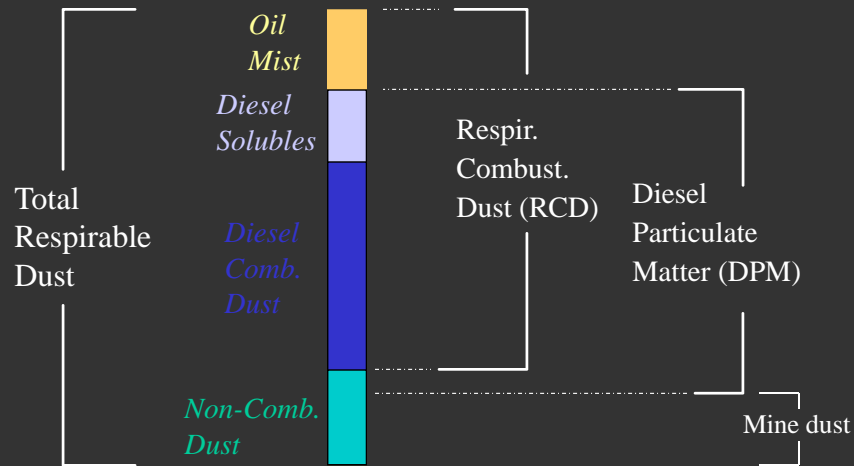 Oil
Mist
Diesel
Solubles
Respir.
Combust.
Dust (RCD)
Total
Respirable
Dust
Diesel
Comb.
Dust
Diesel
Particulate
Matter (DPM)
Non-Comb.
Dust
Mine dust